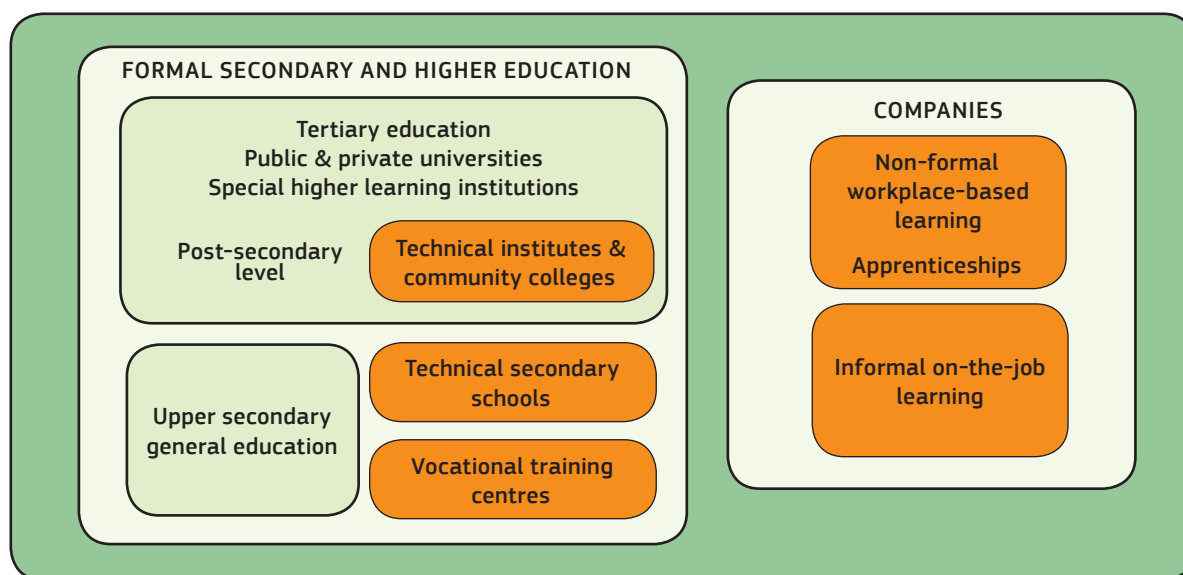 FORMAL SECONDARY AND HIGHER EDUCATION
Tertiary education
Public & private universities
Special higher learning institutions
Post-secondary
level
Technical institutes &
community colleges
Upper secondary
general education
Technical secondary
schools
Vocational training
centres
COMPANIES
Non-formal
workplace-based
learning
Apprenticeships
Informal on-the-job
learning